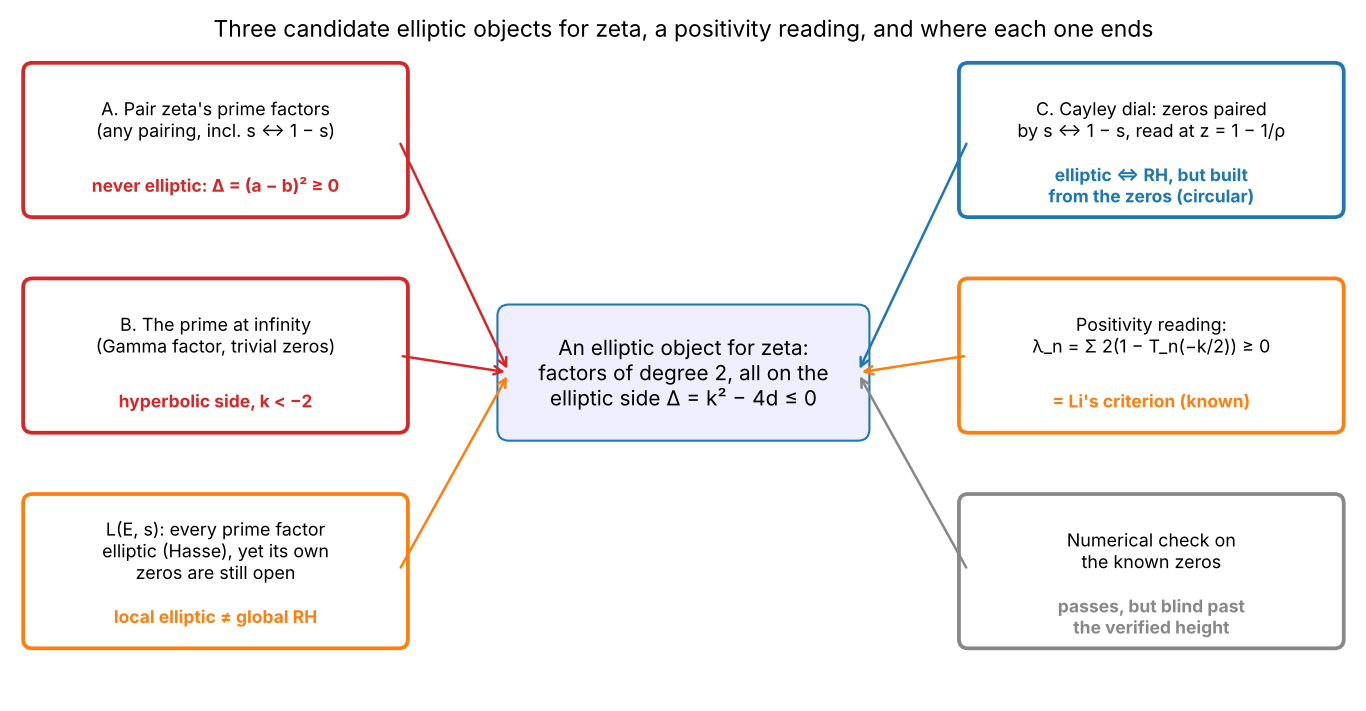 Three candidate elliptic objects for zeta, a positivity reading, and where each one ends
A. Pair zeta's prime factors
(any pairing, incl. s ↔ 1 − s)
never elliptic: Δ = (a − b)² ≥ 0
B. The prime at infinity
(Gamma factor, trivial zeros)
hyperbolic side, k < −2
L(E, s): every prime factor
elliptic (Hasse), yet its own
zeros are still open
local elliptic ≠ global RH
An elliptic object for zeta:
factors of degree 2, all on the
elliptic side Δ = k² − 4d ≤ 0
C. Cayley dial: zeros paired
by s ↔ 1 − s, read at z = 1 − 1/ρ
elliptic ⇔ RH, but built
from the zeros (circular)
Positivity reading:
λ_n = Σ 2(1 − T_n(−k/2)) ≥ 0
= Li's criterion (known)
Numerical check on
the known zeros
passes, but blind past
the verified height